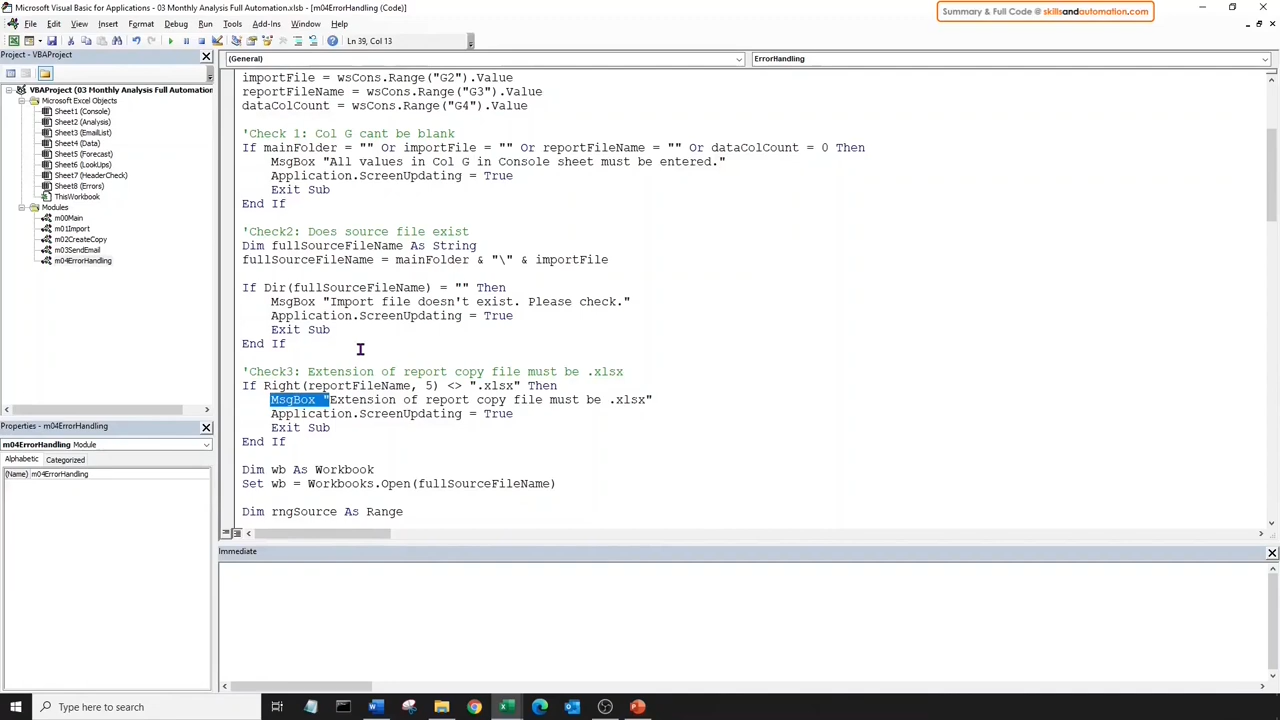 Microsoft Visual Basic for Applications - 03 Monthly Analysis Full Automation.xlsb - [m04ErrorHandling (Code)]
Summary & Full Code @ skillsandautomation.com
File Edit View Insert Format Debug Run Tools Add-Ins Window Help
Ln 39, Col 13
Project - VBAProject
(General)
ErrorHandling
VBAProject (03 Monthly Analysis Full Automation
Microsoft Excel Objects
Sheet1 (Console)
Sheet2 (Analysis)
Sheet3 (EmailList)
Sheet4 (Data)
Sheet5 (Forecast)
Sheet6 (LookUps)
Sheet7 (HeaderCheck)
Sheet8 (Errors)
ThisWorkbook
Modules
m00Main
m01Import
m02CreateCopy
m03SendEmail
m04ErrorHandling
Properties - m04ErrorHandling
m04ErrorHandling Module
Alphabetic Categorized
(Name) m04ErrorHandling
importFile = wsCons.Range("G2").Value
reportFileName = wsCons.Range("G3").Value
dataColCount = wsCons.Range("G4").Value
'Check 1: Col G cant be blank
If mainFolder = "" Or importFile = "" Or reportFileName = "" Or dataColCount = 0 Then
MsgBox "All values in Col G in Console sheet must be entered."
Application.ScreenUpdating = True
Exit Sub
End If
'Check2: Does source file exist
Dim fullSourceFileName As String
fullSourceFileName = mainFolder & "\" & importFile
If Dir(fullSourceFileName) = "" Then
MsgBox "Import file doesn't exist. Please check."
Application.ScreenUpdating = True
Exit Sub
End If
'Check3: Extension of report copy file must be .xlsx
If Right(reportFileName, 5) <> ".xlsx" Then
MsgBox "Extension of report copy file must be .xlsx"
Application.ScreenUpdating = True
Exit Sub
End If
Dim wb As Workbook
Set wb = Workbooks.Open(fullSourceFileName)
Dim rngSource As Range
Immediate
Type here to search